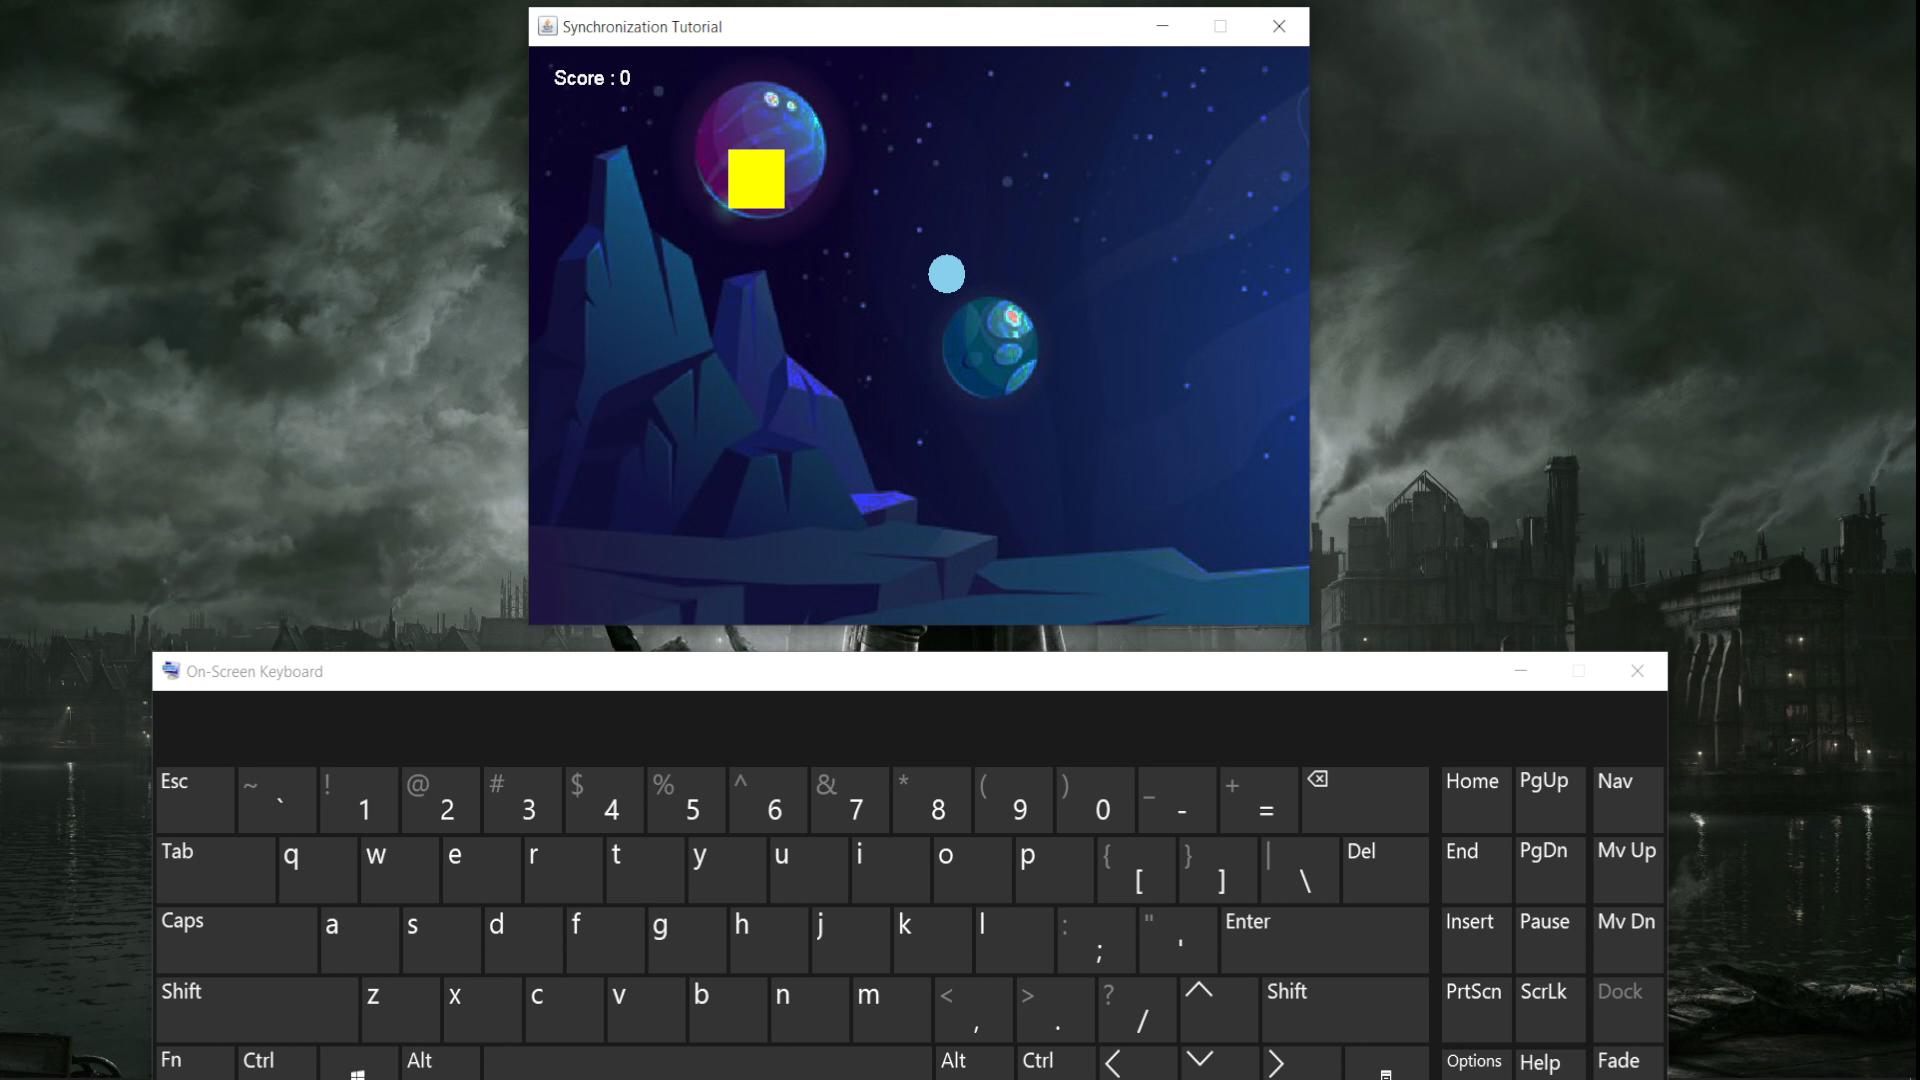 Synchronization Tutorial
Score : 0
On-Screen Keyboard
Esc ~ ` ! 1 @ 2 # 3 $ 4 % 5 ^ 6 & 7 * 8 ( 9 ) 0 _ - + = Home PgUp Nav
Tab q w e r t y u i o p { [ } ] | \ Del End PgDn Mv Up
Caps a s d f g h j k l : ; " ' Enter Insert Pause Mv Dn
Shift z x c v b n m < , > . ? / Shift PrtScn ScrLk Dock
Fn Ctrl Alt Alt Ctrl Options Help Fade